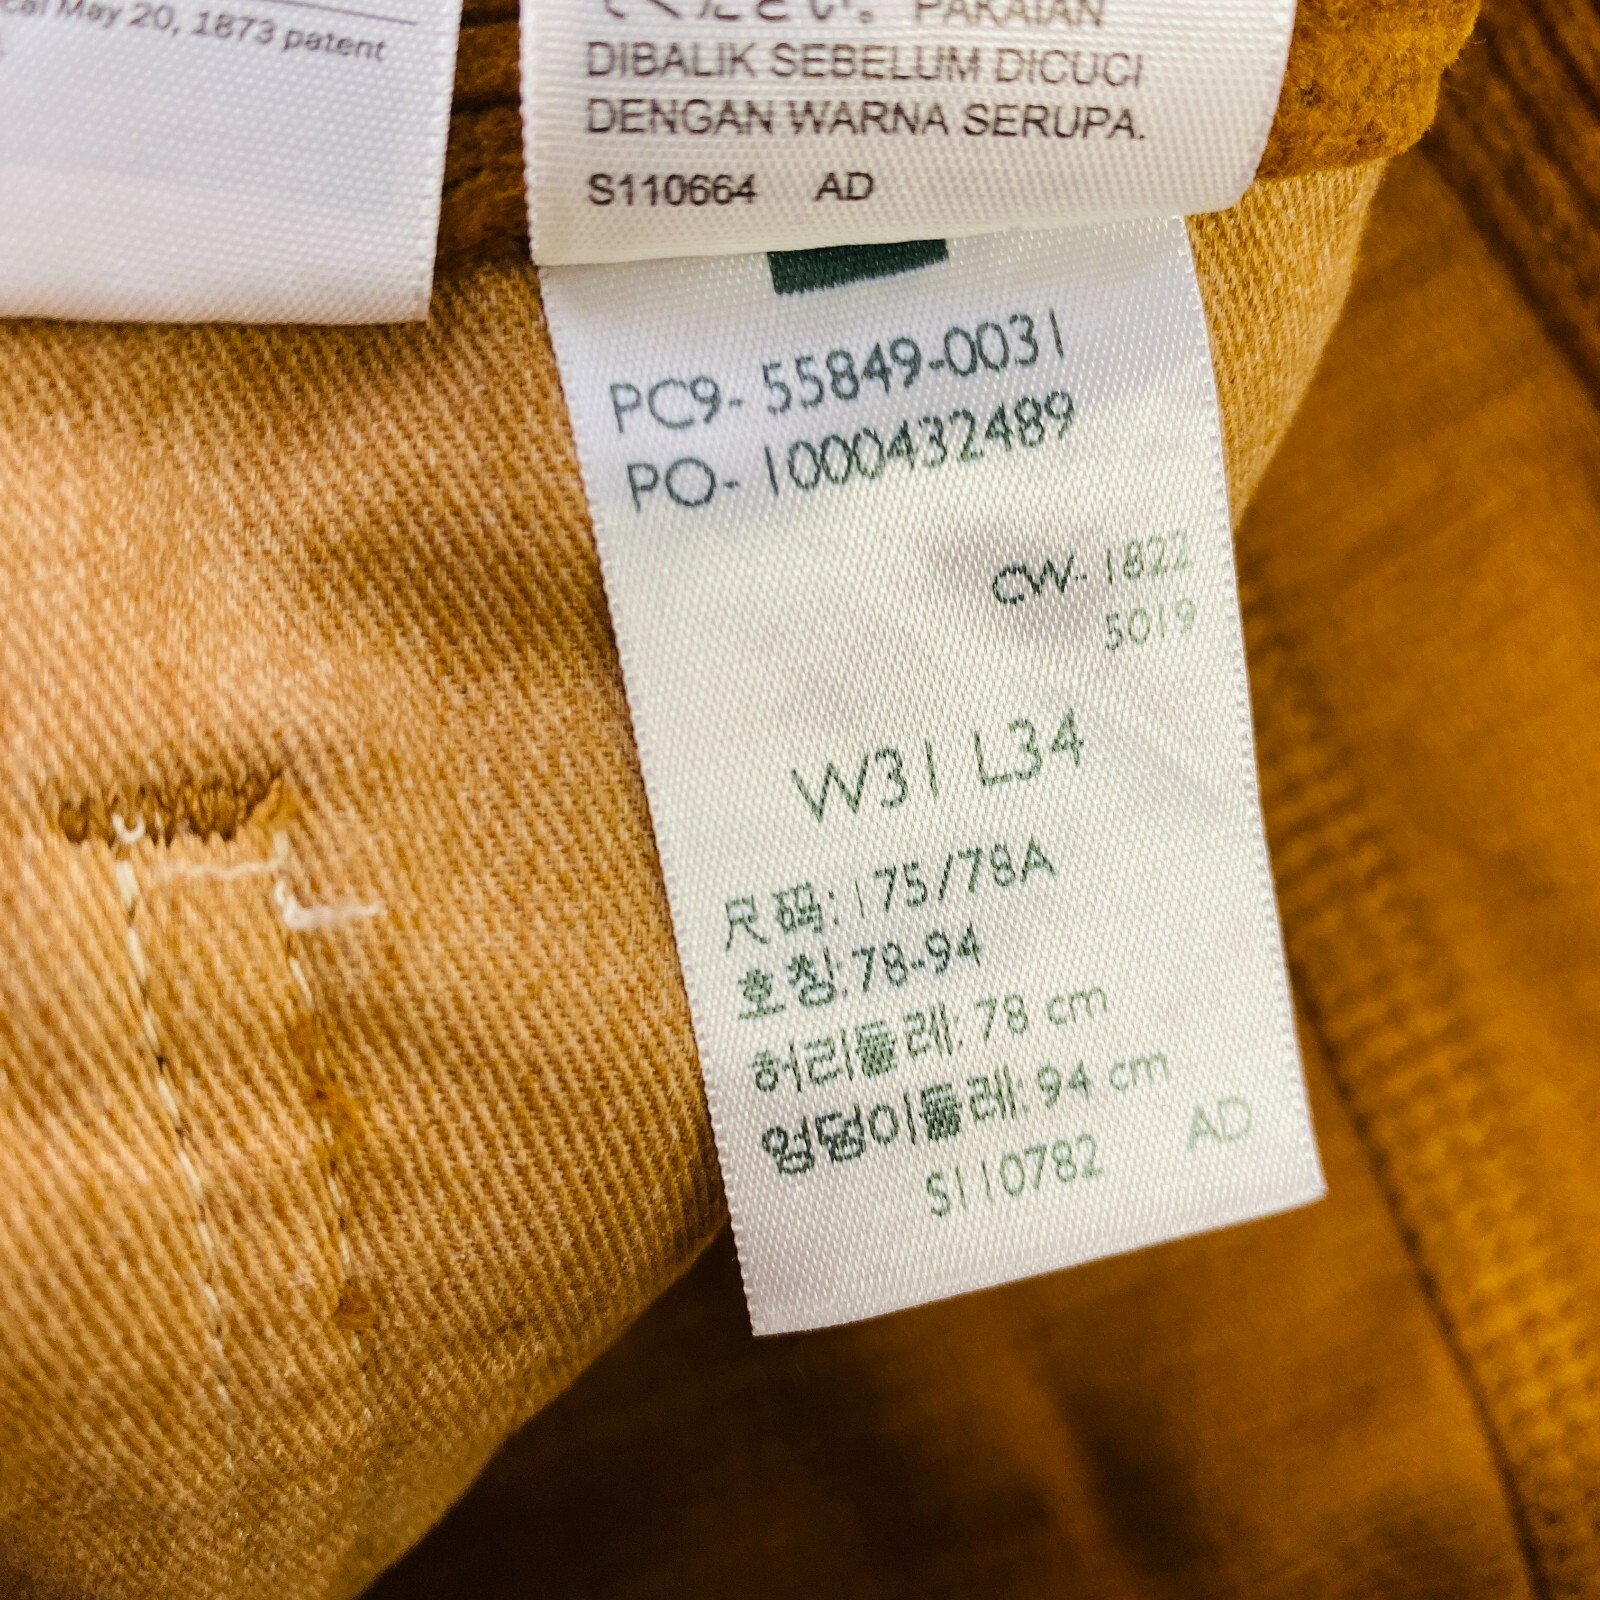 May 20, 1873 patent
PAKAIAN
DIBALIK SEBELUM DICUCI
DENGAN WARNA SERUPA.
S110664 AD
PC9- 55849-0031
PO- 1000432489
CW- 1822
5019
W31 L34
尺码: 175/78A
호칭: 78-94
허리둘레: 78 cm
엉덩이둘레: 94 cm
S110782 AD